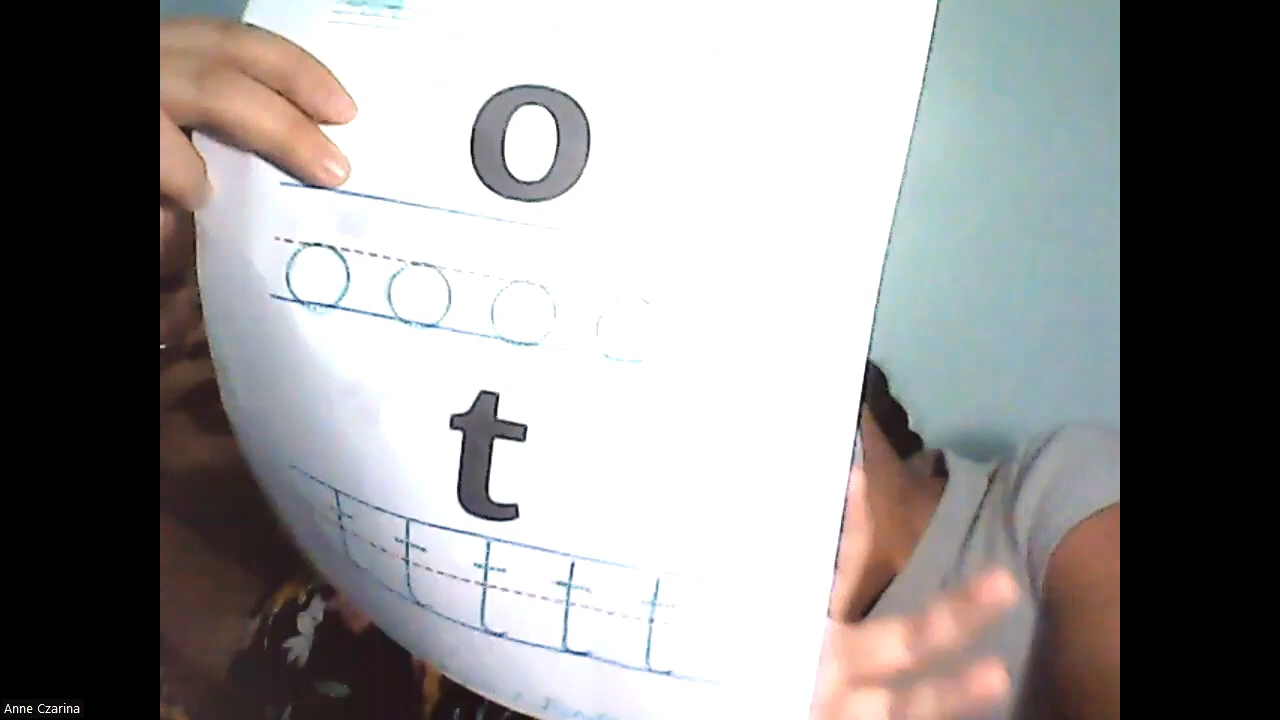 o
o o o o
t
t t t t t
Anne Czarina